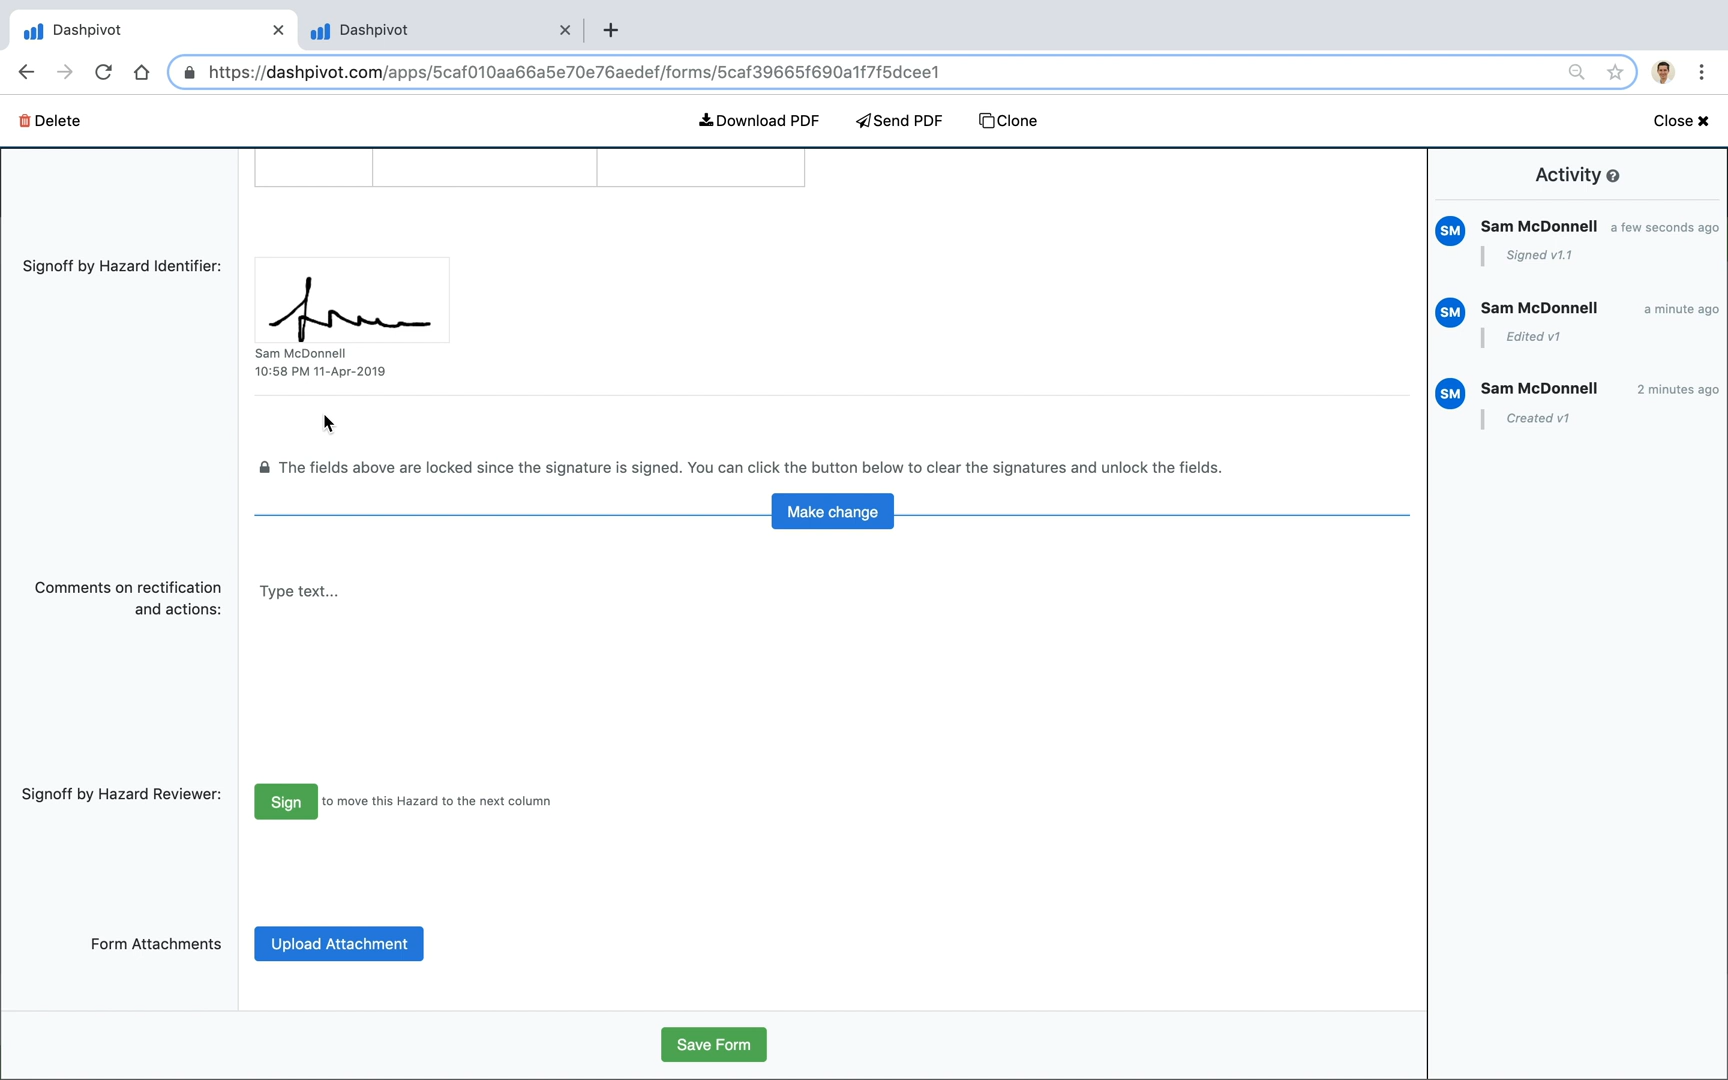 Dashpivot
Dashpivot
https://dashpivot.com/apps/5caf010aa66a5e70e76aedef/forms/5caf39665f690a1f7f5dcee1
Delete
Download PDF
Send PDF
Clone
Close
Activity
SM Sam McDonnell a few seconds ago
Signed v1.1
SM Sam McDonnell a minute ago
Edited v1
SM Sam McDonnell 2 minutes ago
Created v1
Signoff by Hazard Identifier:
Sam McDonnell
10:58 PM 11-Apr-2019
The fields above are locked since the signature is signed. You can click the button below to clear the signatures and unlock the fields.
Make change
Comments on rectification
and actions:
Type text...
Signoff by Hazard Reviewer:
Sign to move this Hazard to the next column
Form Attachments
Upload Attachment
Save Form